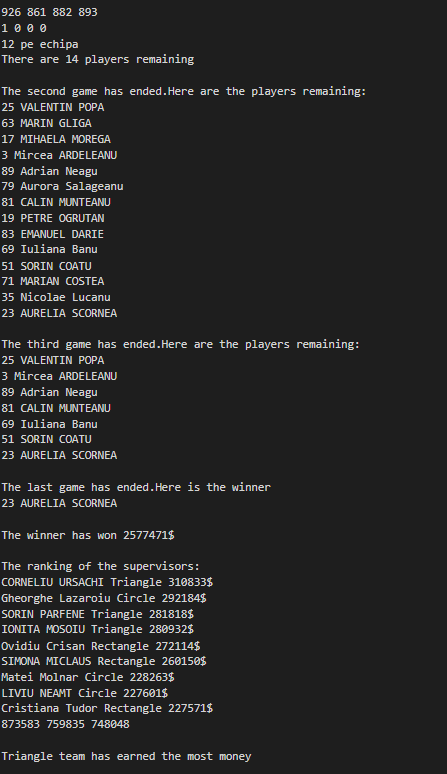 926 861 882 893
1 0 0 0
12 pe echipa
There are 14 players remaining
The second game has ended.Here are the players remaining:
25 VALENTIN POPA
63 MARIN GLIGA
17 MIHAELA MOREGA
3 Mircea ARDELEANU
89 Adrian Neagu
79 Aurora Salageanu
81 CALIN MUNTEANU
19 PETRE OGRUTAN
83 EMANUEL DARIE
69 Iuliana Banu
51 SORIN COATU
71 MARIAN COSTEA
35 Nicolae Lucanu
23 AURELIA SCORNEA
The third game has ended.Here are the players remaining:
25 VALENTIN POPA
3 Mircea ARDELEANU
89 Adrian Neagu
81 CALIN MUNTEANU
69 Iuliana Banu
51 SORIN COATU
23 AURELIA SCORNEA
The last game has ended.Here is the winner
23 AURELIA SCORNEA
The winner has won 2577471$
The ranking of the supervisors:
CORNELIU URSACHI Triangle 310833$
Gheorghe Lazaroiu Circle 292184$
SORIN PARFENE Triangle 281818$
IONITA MOSOIU Triangle 280932$
Ovidiu Crisan Rectangle 272114$
SIMONA MICLAUS Rectangle 260150$
Matei Molnar Circle 228263$
LIVIU NEAMT Circle 227601$
Cristiana Tudor Rectangle 227571$
873583 759835 748048
Triangle team has earned the most money